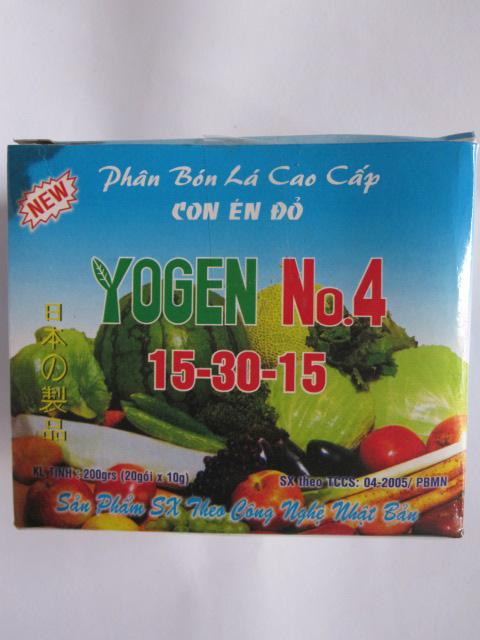 Phân Bón Lá Cao Cấp
CON ÉN ĐỎ
NEW
YOGEN No.4
15-30-15
日本の製品
KL TỊNH : 200grs (20gói x 10g)
SX theo TCCS: 04-2005/ PBMN
Sản Phẩm SX Theo Công Nghệ Nhật Bản